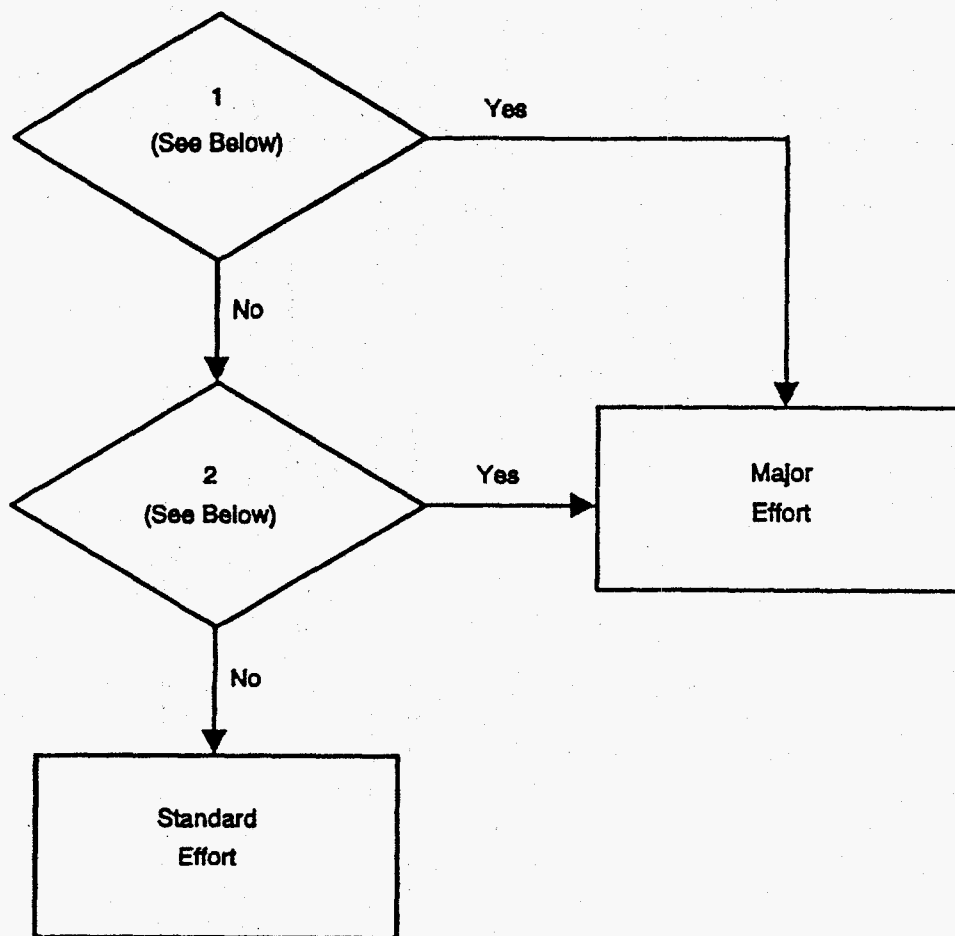 1
(See Below)
Yes
No
2
(See Below)
Yes
Major
Effort
No
Standard
Effort